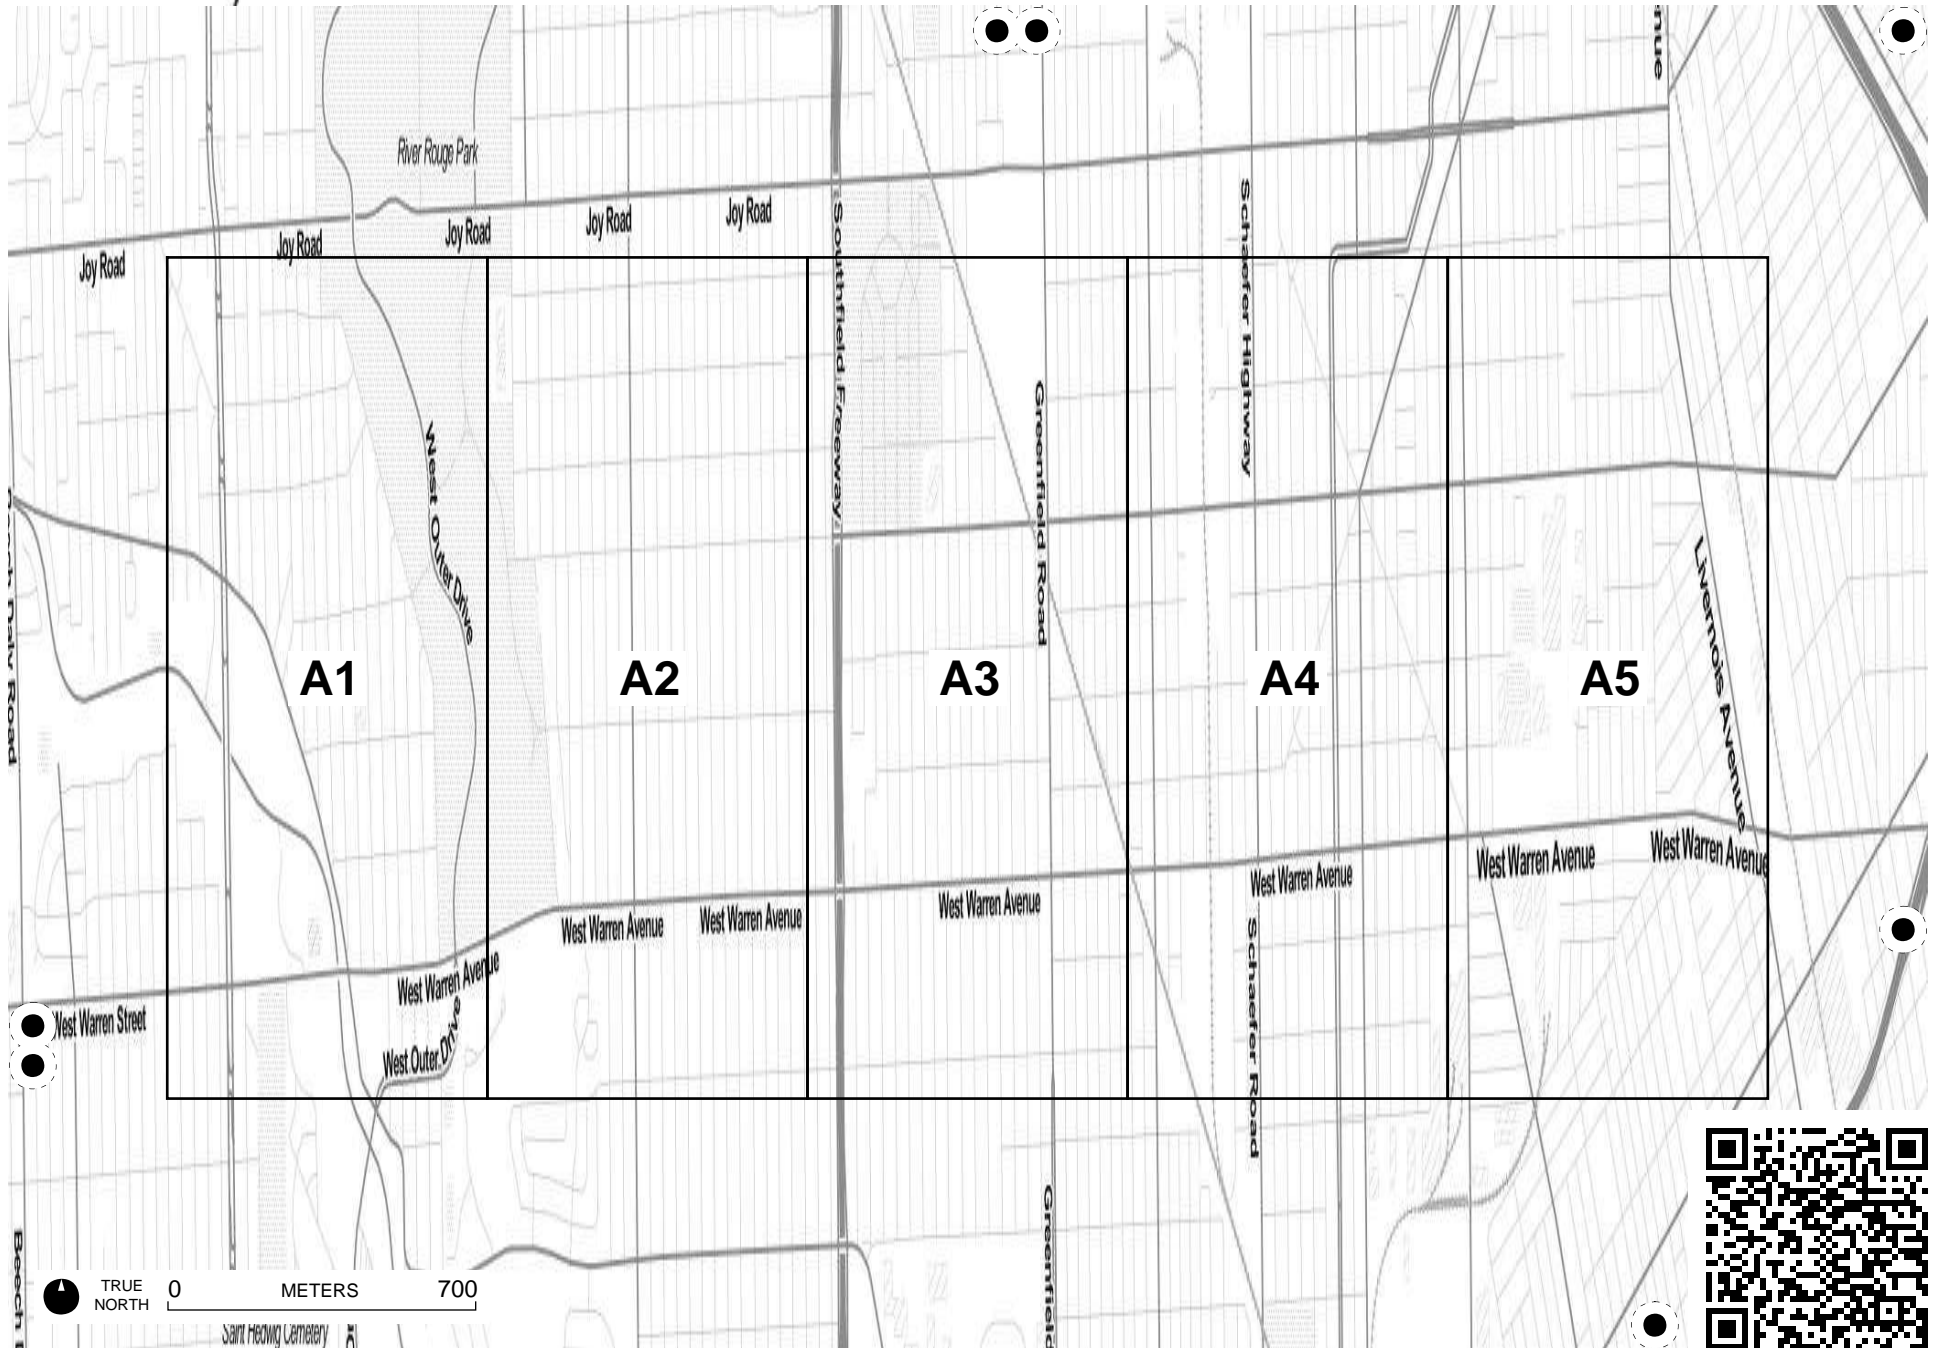 nue
River Rouge Park
Joy Road
Joy Road
Joy Road
Joy Road
Joy Road
Southfield Freeway
Schaefer Highway
Greenfield Road
West Outer Drive
Livernois Avenue
A1
A2
A3
A4
A5
West Warren Avenue
West Warren Avenue
West Warren Avenue
West Warren Avenue
West Warren Avenue
West Warren Avenue
West Warren Avenue
West Warren Street
West Outer Drive
Schaefer Road
Greenfield
Beech
TRUE
NORTH
0
METERS
700
Saint Hedwig Cemetery